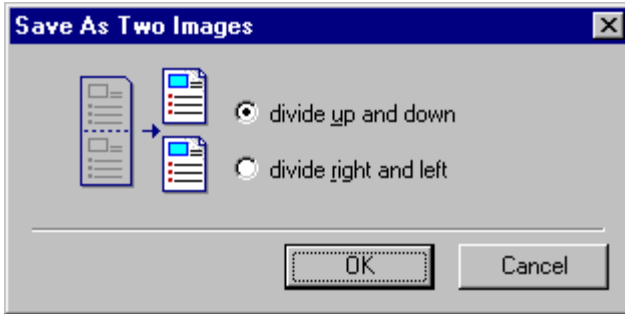 Save As Two Images
divide up and down
divide right and left
OK
Cancel